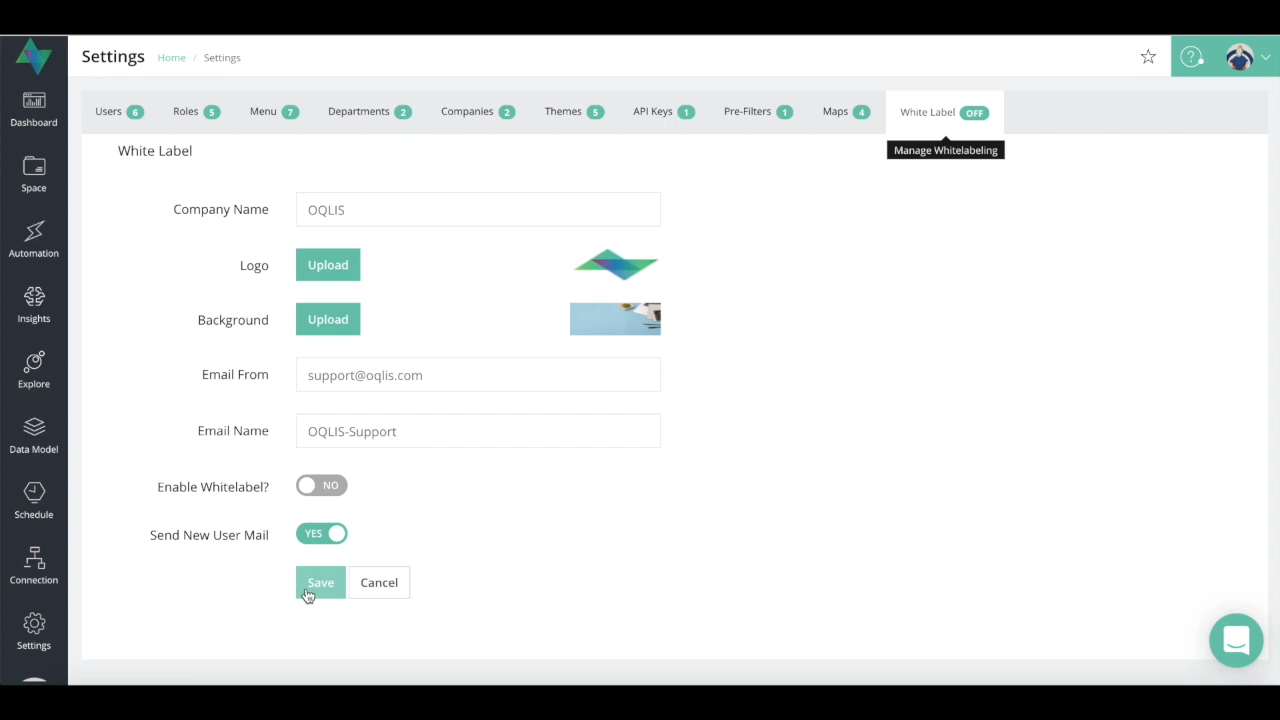 Settings Home / Settings
?
Users 6 Roles 5 Menu 7 Departments 2 Companies 2 Themes 5 API Keys 1 Pre-Filters 1 Maps 4 White Label OFF
Manage Whitelabeling
Dashboard
Space
Automation
Insights
Explore
Data Model
Schedule
Connection
Settings
White Label
Company Name OQLIS
Logo Upload
Background Upload
Email From support@oqlis.com
Email Name OQLIS-Support
Enable Whitelabel? NO
Send New User Mail YES
Save Cancel